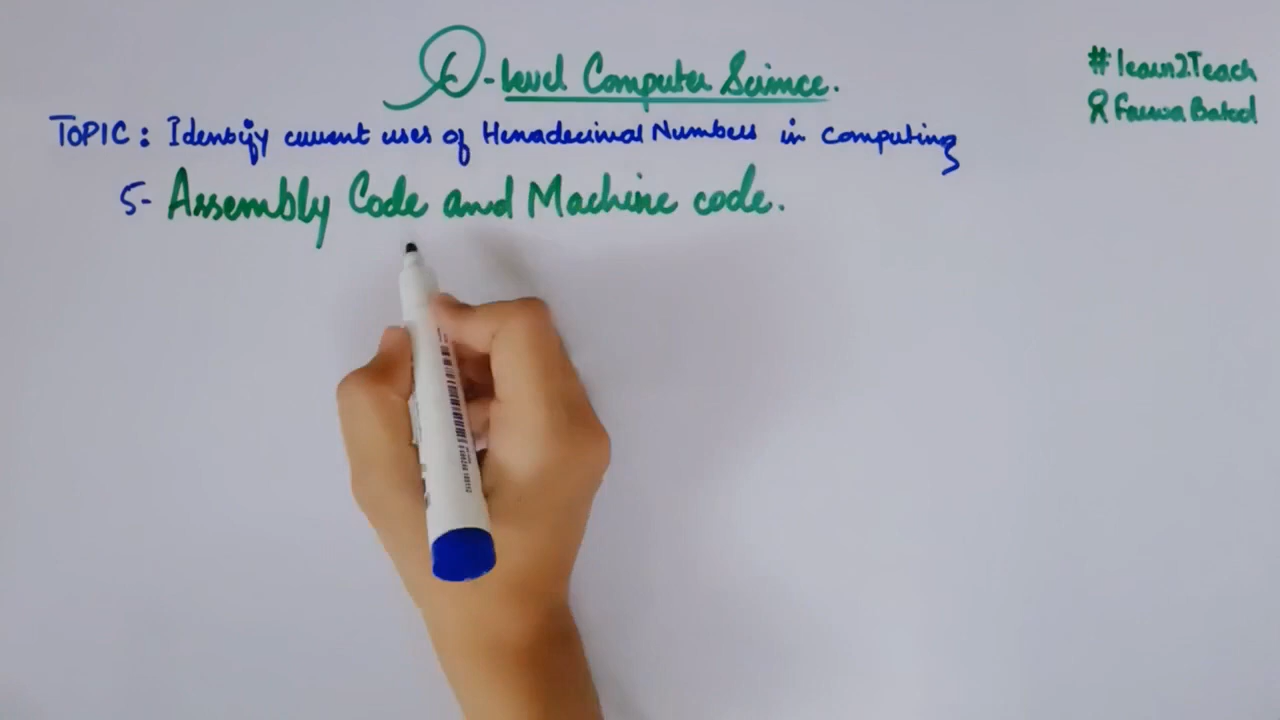 O-level Computer Science.
#learn2Teach
TOPIC: Identify current uses of Hexadecimal Numbers in computing
5- Assembly Code and Machine code.